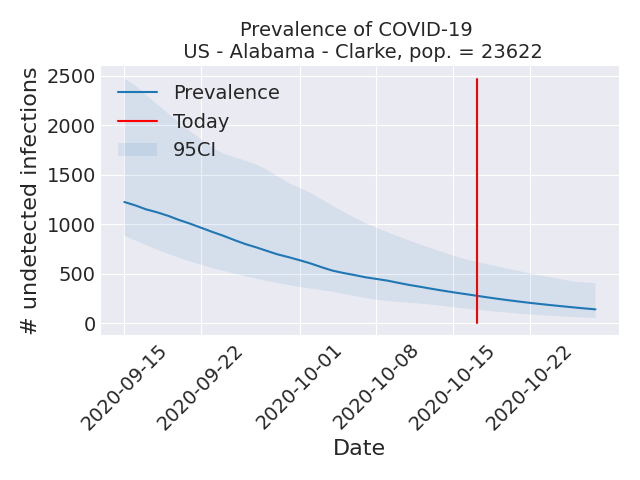 Prevalence of COVID-19
US - Alabama - Clarke, pop. = 23622
# undetected infections
2500
2000
1500
1000
500
0
Prevalence
Today
95CI
2020-09-15
2020-09-22
2020-10-01
2020-10-08
2020-10-15
2020-10-22
Date